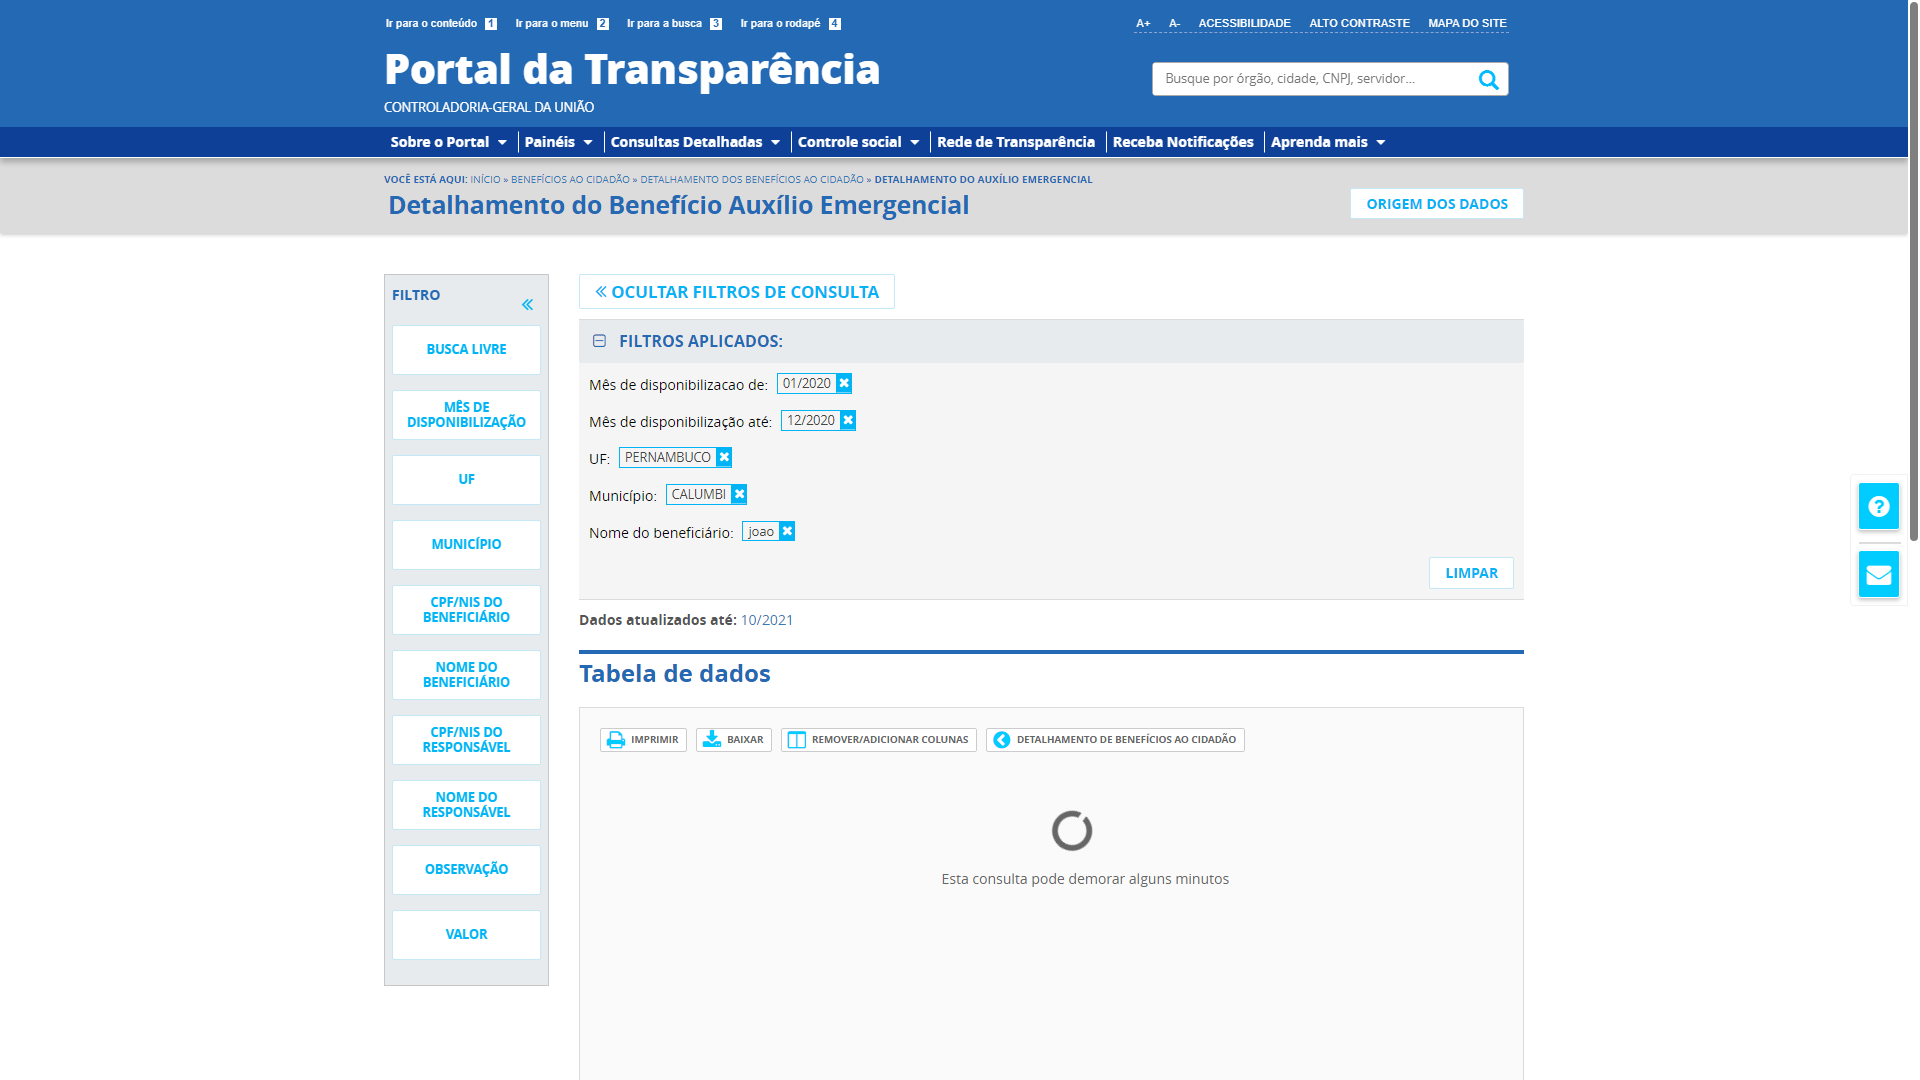 Ir para o conteúdo 1 Ir para o menu 2 Ir para a busca 3 Ir para o rodapé 4
A+ A- ACESSIBILIDADE ALTO CONTRASTE MAPA DO SITE
Portal da Transparência
CONTROLADORIA-GERAL DA UNIÃO
Busque por órgão, cidade, CNPJ, servidor...
Sobre o Portal Painéis Consultas Detalhadas Controle social Rede de Transparência Receba Notificações Aprenda mais
VOCÊ ESTÁ AQUI: INÍCIO » BENEFÍCIOS AO CIDADÃO » DETALHAMENTO DOS BENEFÍCIOS AO CIDADÃO » DETALHAMENTO DO AUXÍLIO EMERGENCIAL
Detalhamento do Benefício Auxílio Emergencial
ORIGEM DOS DADOS
FILTRO
BUSCA LIVRE
MÊS DE
DISPONIBILIZAÇÃO
UF
MUNICÍPIO
CPF/NIS DO
BENEFICIÁRIO
NOME DO
BENEFICIÁRIO
CPF/NIS DO
RESPONSÁVEL
NOME DO
RESPONSÁVEL
OBSERVAÇÃO
VALOR
OCULTAR FILTROS DE CONSULTA
FILTROS APLICADOS:
Mês de disponibilizacao de: 01/2020
Mês de disponibilização até: 12/2020
UF: PERNAMBUCO
Município: CALUMBI
Nome do beneficiário: joao
LIMPAR
Dados atualizados até: 10/2021
Tabela de dados
IMPRIMIR BAIXAR REMOVER/ADICIONAR COLUNAS DETALHAMENTO DE BENEFÍCIOS AO CIDADÃO
Esta consulta pode demorar alguns minutos